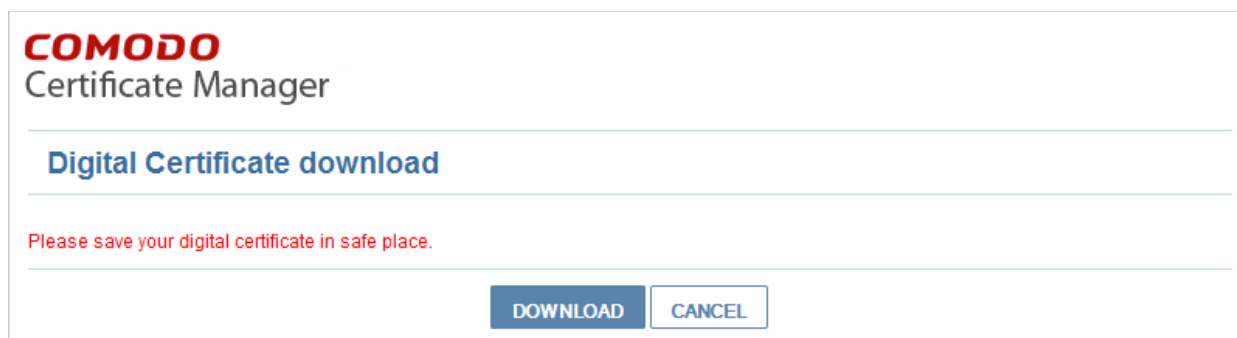 COMODO
Certificate Manager
Digital Certificate download
Please save your digital certificate in safe place.
DOWNLOAD CANCEL